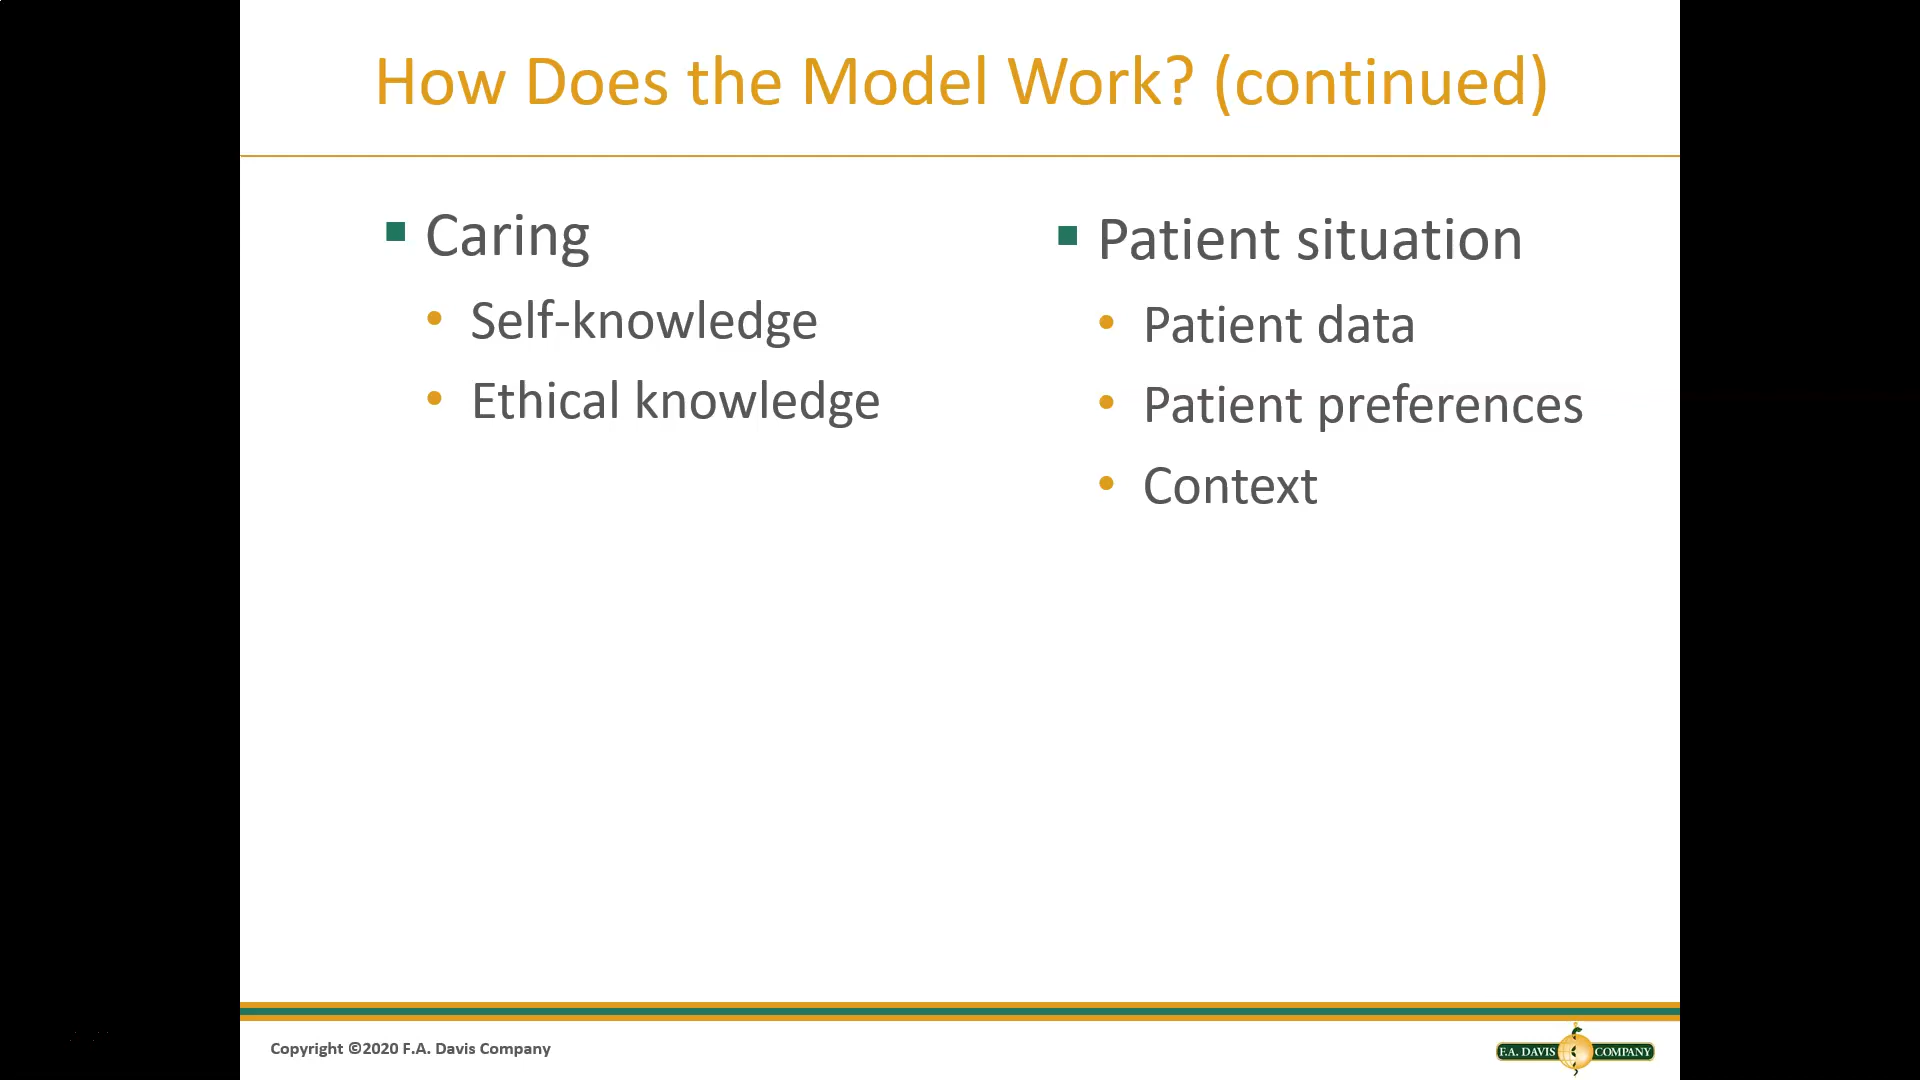 How Does the Model Work? (continued)
▪ Caring
• Self-knowledge
• Ethical knowledge
▪ Patient situation
• Patient data
• Patient preferences
• Context
Copyright ©2020 F.A. Davis Company
F.A. DAVIS COMPANY